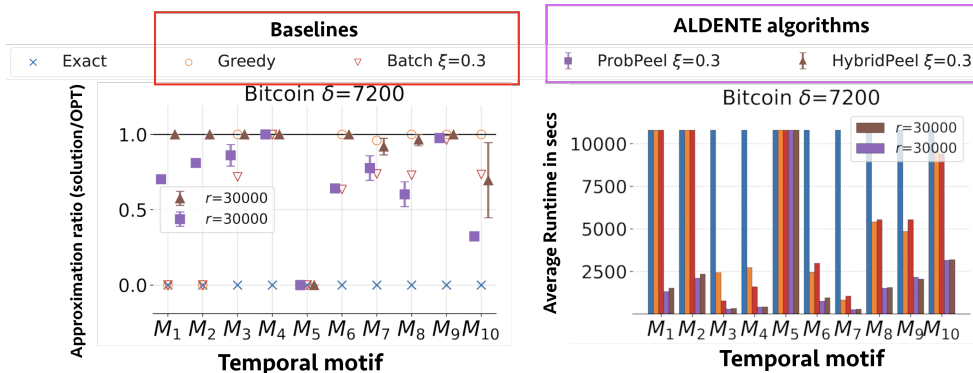 Baselines
ALDENTE algorithms
Exact
Greedy
Batch ξ=0.3
ProbPeel ξ=0.3
HybridPeel ξ=0.3
Bitcoin δ=7200
Approximation ratio (solution/OPT)
1.0
0.5
0.0
r=30000
r=30000
M1 M2 M3 M4 M5 M6 M7 M8 M9 M10
Temporal motif
Bitcoin δ=7200
Average Runtime in secs
10000
7500
5000
2500
r=30000
r=30000
M1 M2 M3 M4 M5 M6 M7 M8 M9 M10
Temporal motif